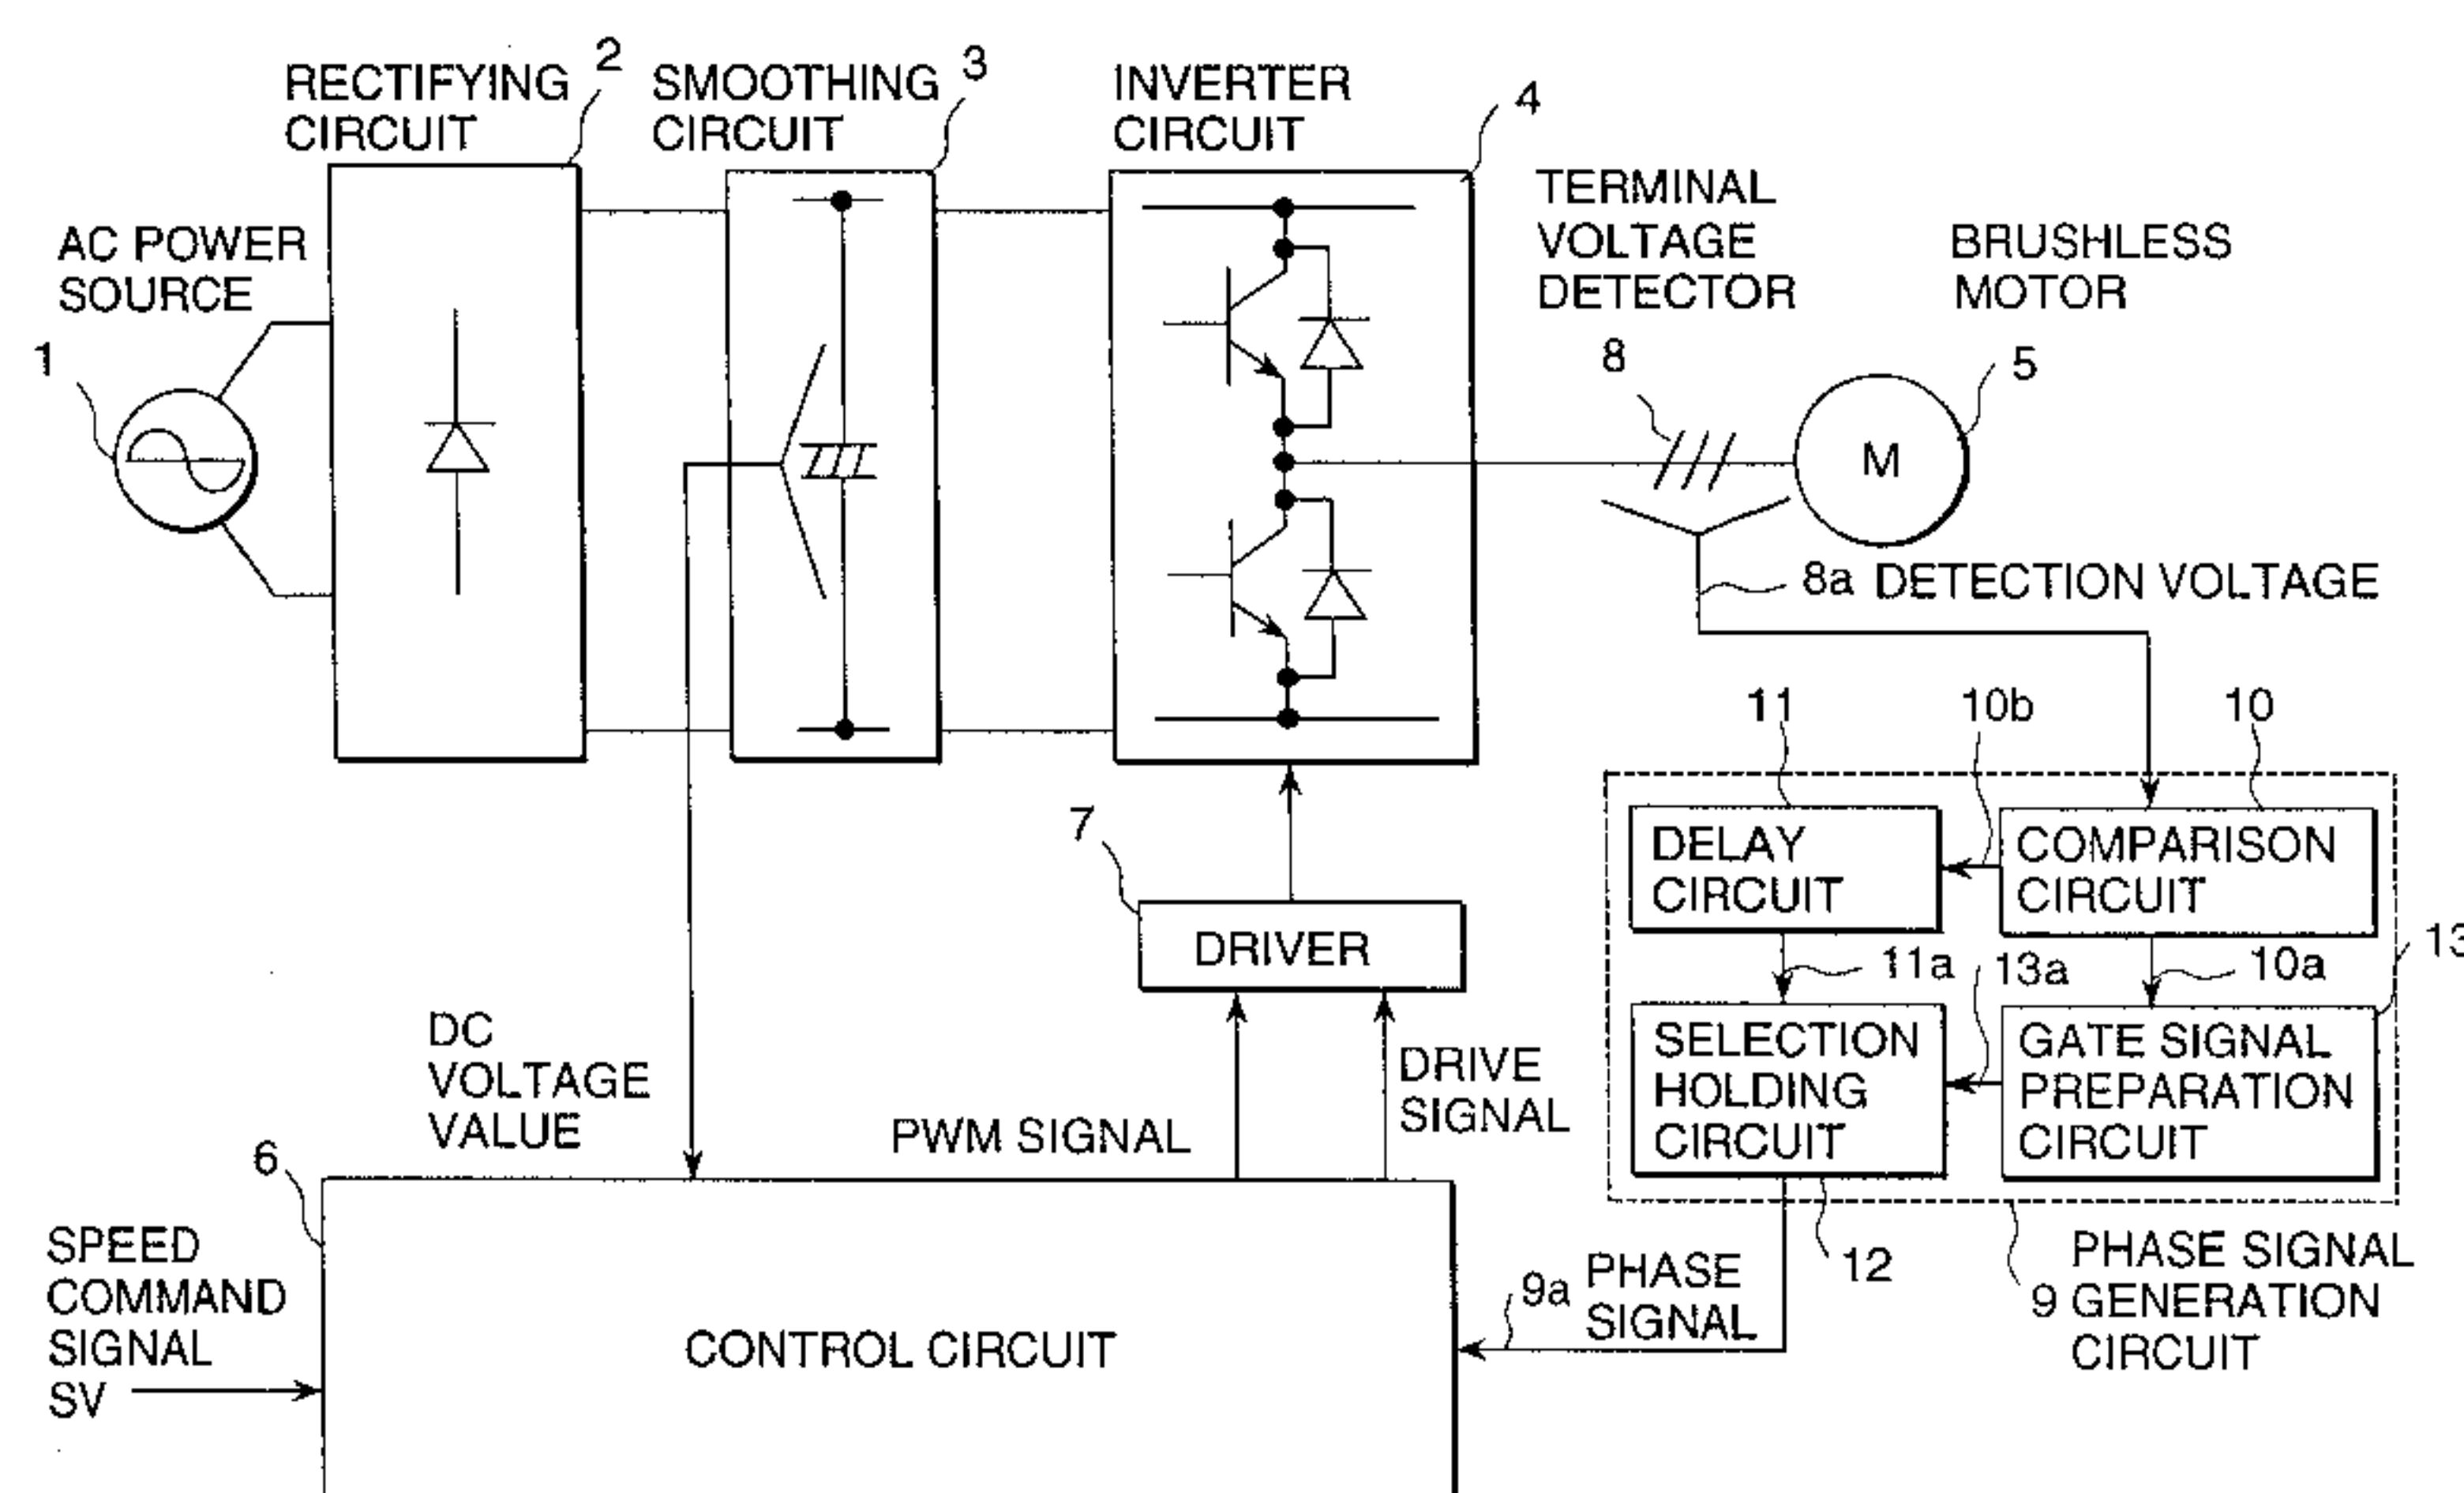 RECTIFYING
CIRCUIT
2
SMOOTHING
CIRCUIT
3
INVERTER
CIRCUIT
4
AC POWER
SOURCE
1
TERMINAL
VOLTAGE
DETECTOR
8
BRUSHLESS
MOTOR
5
M
8a DETECTION VOLTAGE
11
10b
10
DELAY
CIRCUIT
COMPARISON
CIRCUIT
7
DRIVER
11a
13a
10a
13
SELECTION
HOLDING
CIRCUIT
GATE SIGNAL
PREPARATION
CIRCUIT
DC
VOLTAGE
VALUE
PWM SIGNAL
DRIVE
SIGNAL
6
12
9a
PHASE
SIGNAL
9
PHASE SIGNAL
GENERATION
CIRCUIT
SPEED
COMMAND
SIGNAL
SV
CONTROL CIRCUIT